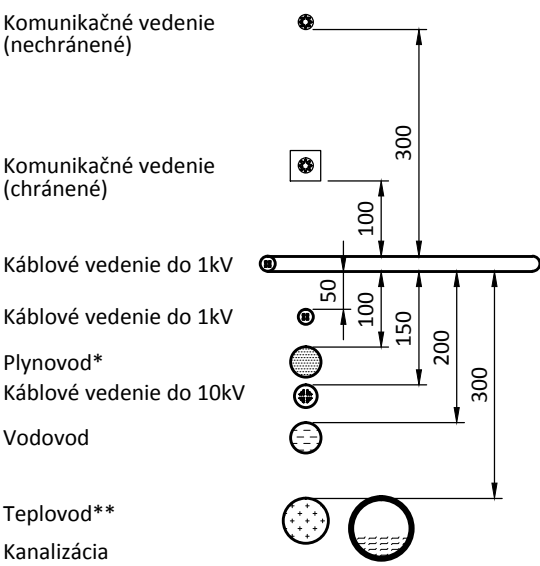 Komunikačné vedenie
(nechránené)
300
Komunikačné vedenie
(chránené)
100
Káblové vedenie do 1kV
50
Káblové vedenie do 1kV
100
150
200
300
Plynovod*
Káblové vedenie do 10kV
Vodovod
Teplovod**
Kanalizácia